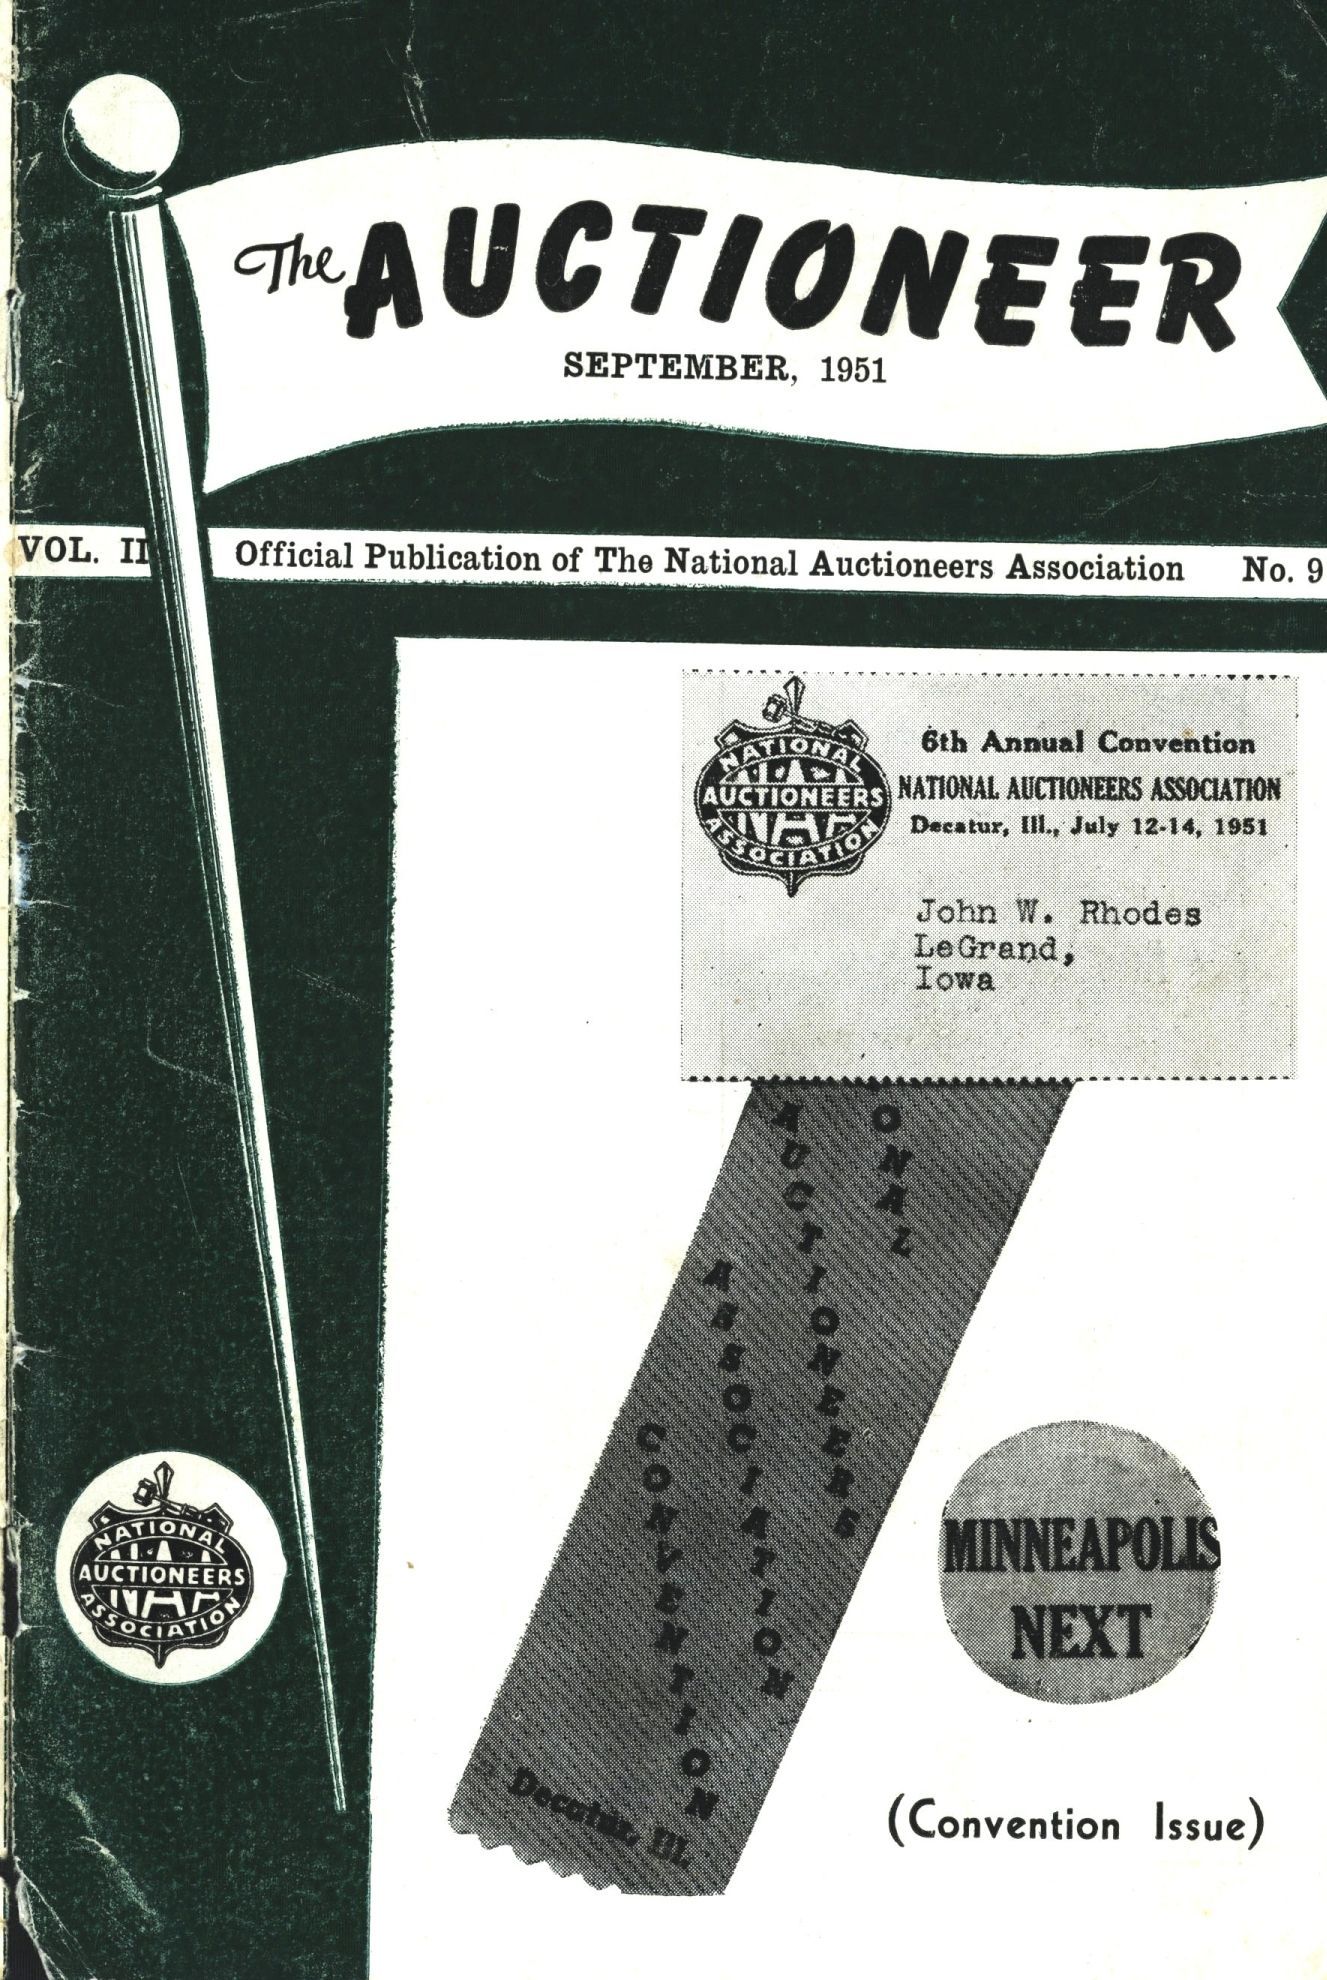 The AUCTIONEER
SEPTEMBER, 1951
VOL. II Official Publication of The National Auctioneers Association No. 9
NATIONAL
AUCTIONEERS
NAA
ASSOCIATION
6th Annual Convention
NATIONAL AUCTIONEERS ASSOCIATION
Decatur, Ill., July 12-14, 1951
John W. Rhodes
LeGrand,
Iowa
ONAL
AUCTIONEERS
ASSOCIATION
CONVENTION
Decatur, Ill.
MINNEAPOLIS
NEXT
NATIONAL
AUCTIONEERS
NAA
ASSOCIATION
(Convention Issue)